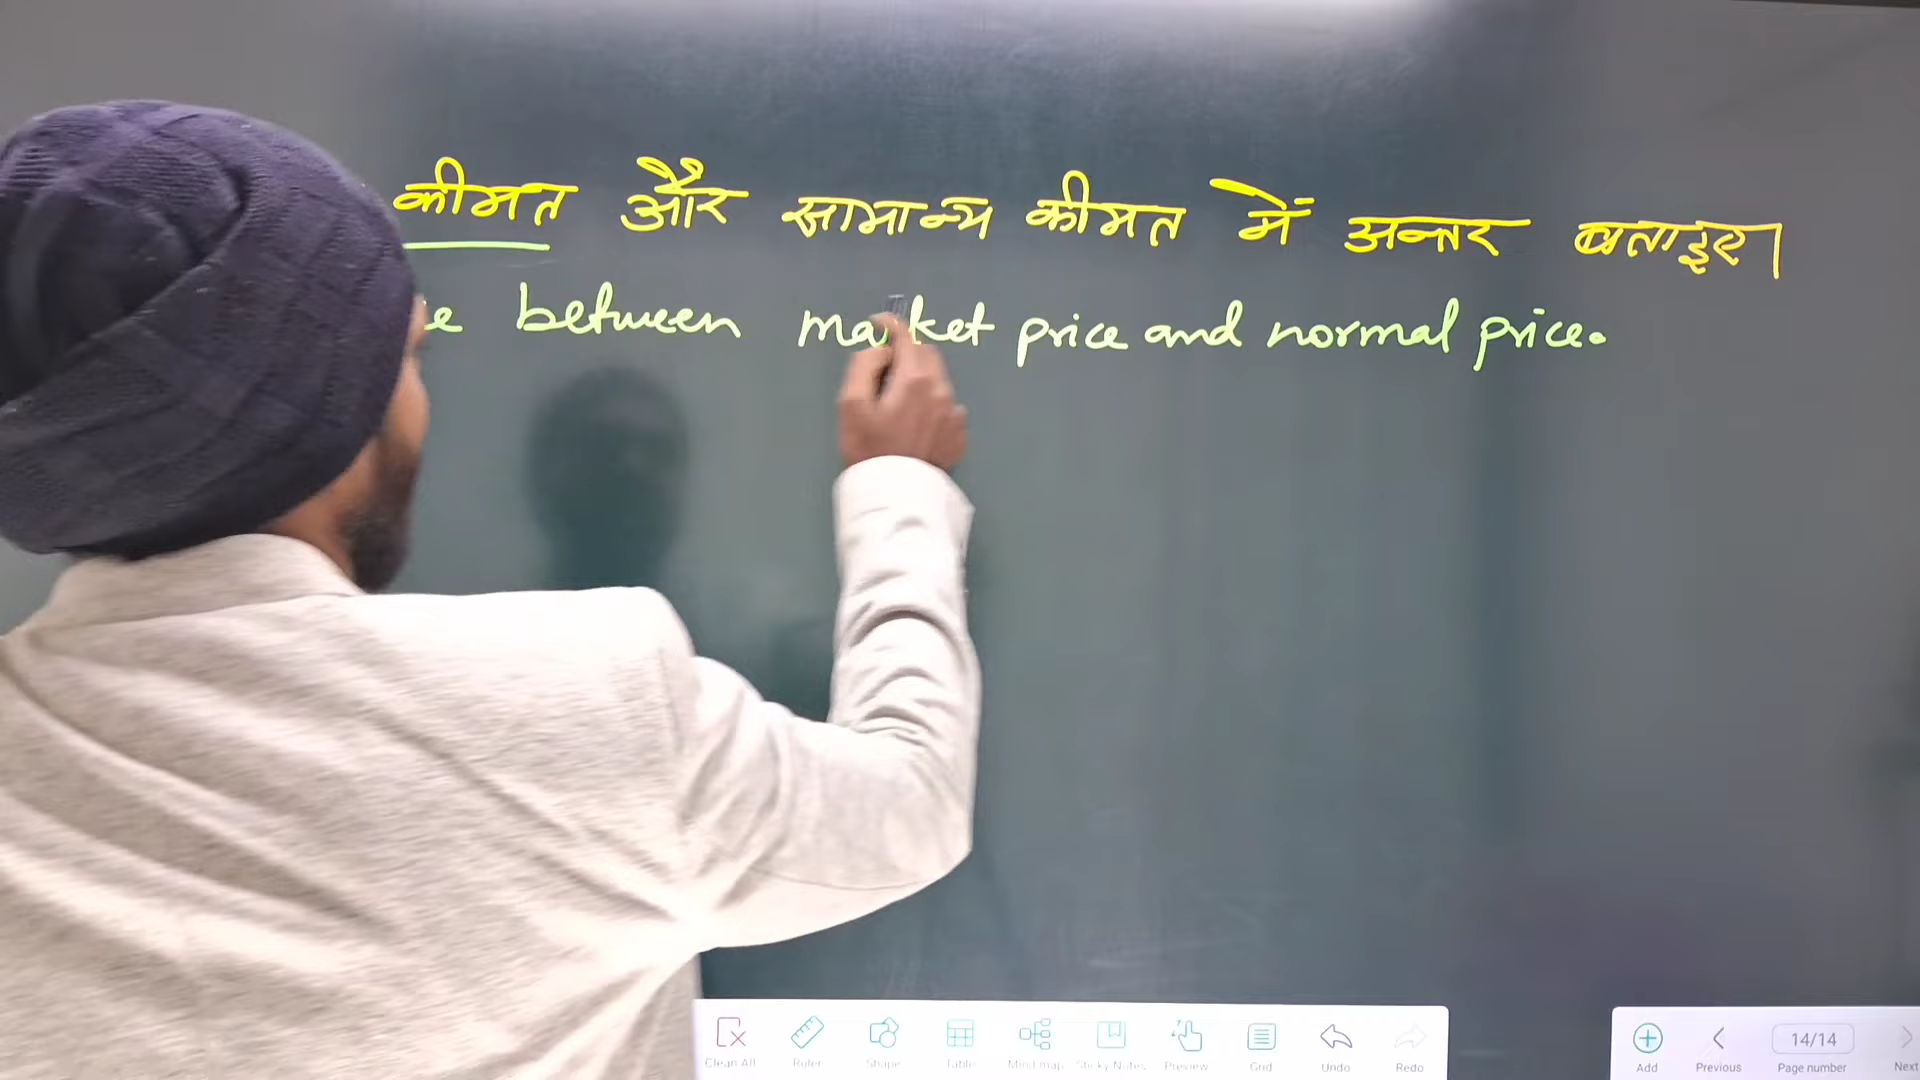 कीमत और सामान्य कीमत में अन्तर बताइए।
between market price and normal price.
Clean All Ruler Shape Table Mind map Sticky Notes Preview Grid Undo Redo Add Previous 14/14 Page number Next